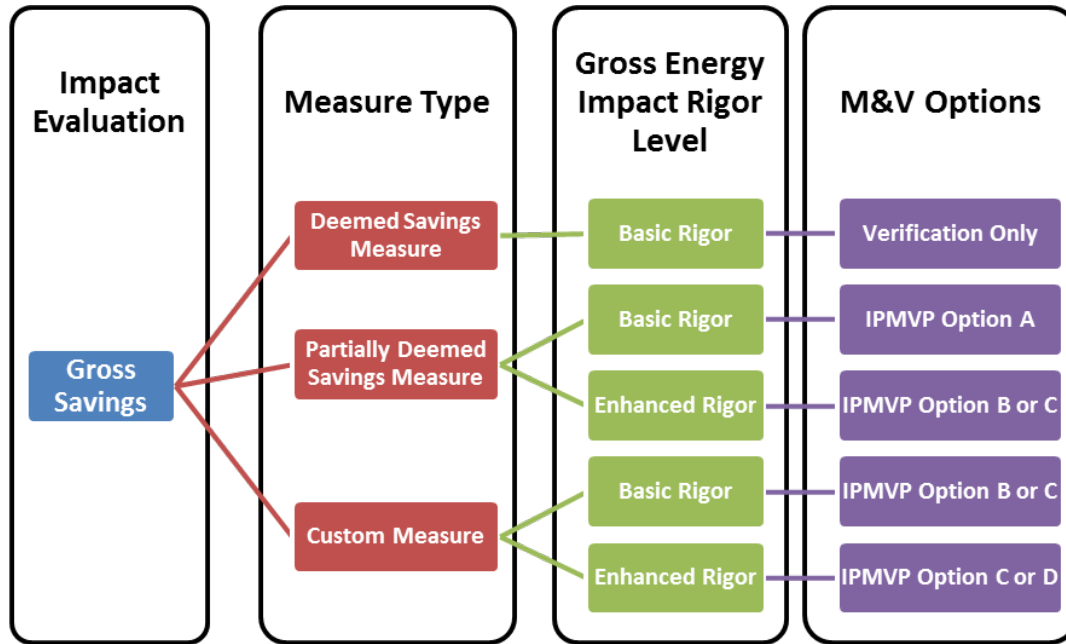 Impact
Evaluation
Gross
Savings
Measure Type
Deemed Savings
Measure
Partially Deemed
Savings Measure
Custom Measure
Gross Energy
Impact Rigor
Level
Basic Rigor
Basic Rigor
Enhanced Rigor
Basic Rigor
Enhanced Rigor
M&V Options
Verification Only
IPMVP Option A
IPMVP Option B or C
IPMVP Option B or C
IPMVP Option C or D